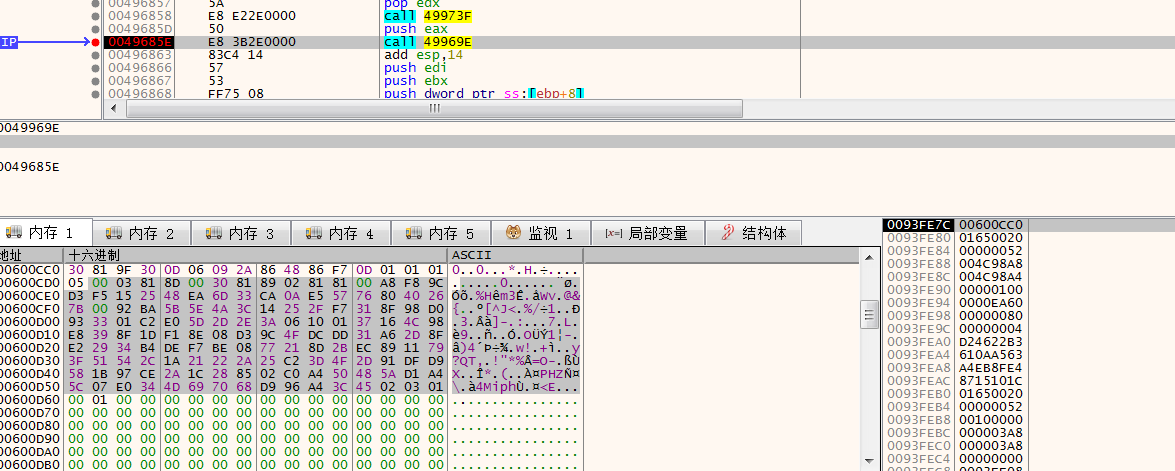 00496857 5A pop edx
00496858 E8 E22E0000 call 49973F
0049685D 50 push eax
IP 0049685E E8 3B2E0000 call 49969E
00496863 83C4 14 add esp,14
00496866 57 push edi
00496867 53 push ebx
00496868 FF75 08 push dword ptr ss:[ebp+8]
0049969E
0049685E
内存 1 内存 2 内存 3 内存 4 内存 5 监视 1 [x=] 局部变量 结构体
地址 十六进制 ASCII
00600CC0 30 81 9F 30 0D 06 09 2A 86 48 86 F7 0D 01 01 01 0..0...*.H.÷....
00600CD0 05 00 03 81 8D 00 30 81 89 02 81 81 00 A8 F8 9C ......0......¨ø.
00600CE0 D3 F5 15 25 48 EA 6D 33 CA 0A E5 57 76 80 40 26 Óõ.%Hêm3Ê.åWv.@&
00600CF0 7B 00 92 BA 5B 5E 4A 3C 14 25 2F F7 31 8F 98 D0 {..º[^J<.%/÷1..Ð
00600D00 93 33 01 C2 E0 5D 2D 2E 3A 06 10 01 37 16 4C 98 .3.Âà]-.:...7.L.
00600D10 E8 39 8F 1D F1 8E 08 D3 9C 4F DC DD 31 A6 2D 8F è9..ñ..Ó.OÜÝ1¦-.
00600D20 E2 29 34 B4 DE F7 BE 08 77 21 8D 2B EC 89 11 79 â)4´Þ÷¾.w!.+ì..y
00600D30 3F 51 54 2C 1A 21 22 2A 25 C2 3D 4F 2D 91 DF D9 ?QT,.!"*%Â=O-.ßÙ
00600D40 58 1B 97 CE 2A 1C 28 85 02 C0 A4 50 48 5A D1 A4 X..Î*.(..À¤PHZÑ¤
00600D50 5C 07 E0 34 4D 69 70 68 D9 96 A4 3C 45 02 03 01 \.à4MiphÙ.¤<E...
00600D60 00 01 00 00 00 00 00 00 00 00 00 00 00 00 00 00 ................
00600D70 00 00 00 00 00 00 00 00 00 00 00 00 00 00 00 00 ................
00600D80 00 00 00 00 00 00 00 00 00 00 00 00 00 00 00 00 ................
00600D90 00 00 00 00 00 00 00 00 00 00 00 00 00 00 00 00 ................
00600DA0 00 00 00 00 00 00 00 00 00 00 00 00 00 00 00 00 ................
00600DB0 00 00 00 00 00 00 00 00 00 00 00 00 00 00 00 00 ................
0093FE7C 00600CC0
0093FE80 01650020
0093FE84 00000052
0093FE88 004C98A8
0093FE8C 004C98A4
0093FE90 00000100
0093FE94 0000EA60
0093FE98 00000080
0093FE9C 00000004
0093FEA0 D24622B3
0093FEA4 610AA563
0093FEA8 A4EB8FE4
0093FEAC 8715101C
0093FEB0 01650020
0093FEB4 00000052
0093FEB8 00100000
0093FEBC 000003A8
0093FEC0 000003A8
0093FEC4 00000000